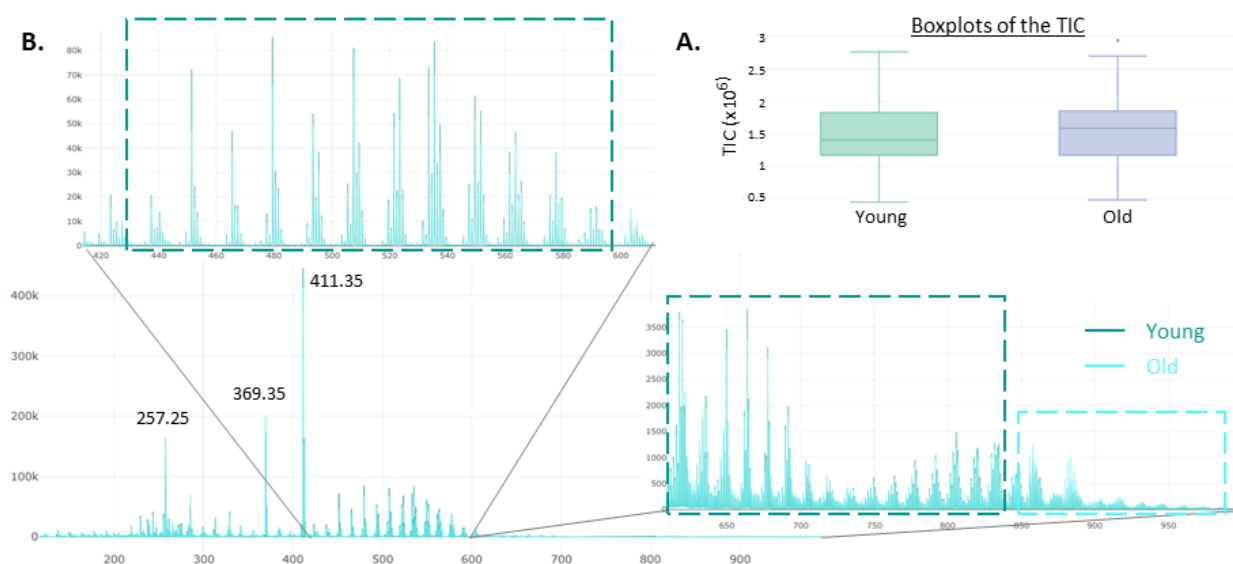 B.
80k
70k
60k
50k
40k
30k
20k
10k
0
420
440
460
480
500
520
540
560
580
600
A.
Boxplots of the TIC
TIC (x10⁶)
3
2.5
2
1.5
1
0.5
Young
Old
400k
300k
200k
100k
0
257.25
369.35
411.35
200
300
400
500
600
700
800
900
3500
3000
2500
2000
1500
1000
500
0
650
700
750
800
850
900
950
Young
Old